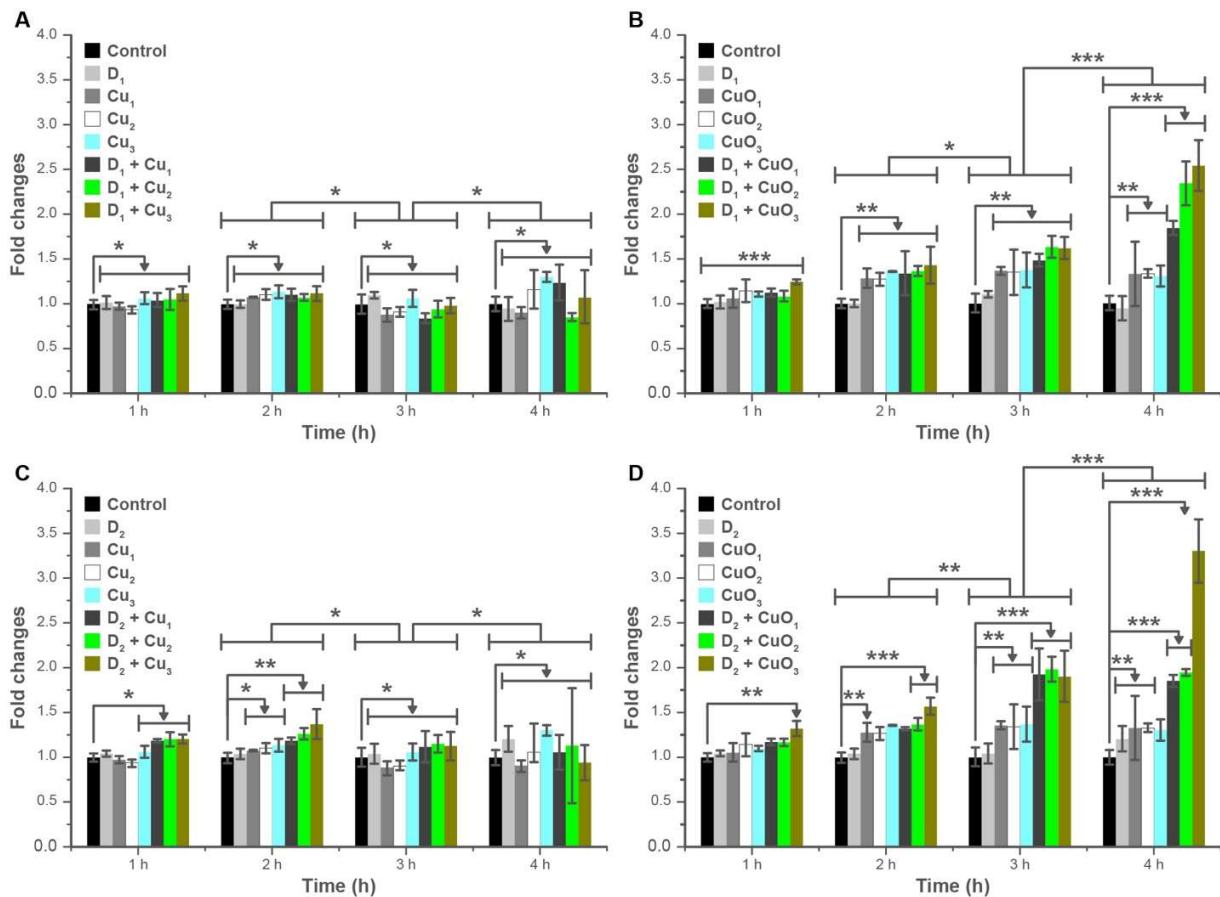 A
Fold changes
4.0
3.5
3.0
2.5
2.0
1.5
1.0
0.5
0.0
Control
D₁
Cu₁
Cu₂
Cu₃
D₁ + Cu₁
D₁ + Cu₂
D₁ + Cu₃
* *
* * * *
1 h 2 h 3 h 4 h
Time (h)
B
Fold changes
4.0
3.5
3.0
2.5
2.0
1.5
1.0
0.5
0.0
Control
D₁
CuO₁
CuO₂
CuO₃
D₁ + CuO₁
D₁ + CuO₂
D₁ + CuO₃
***
***
*
**
** **
***
1 h 2 h 3 h 4 h
Time (h)
C
Fold changes
4.0
3.5
3.0
2.5
2.0
1.5
1.0
0.5
0.0
Control
D₂
Cu₁
Cu₂
Cu₃
D₂ + Cu₁
D₂ + Cu₂
D₂ + Cu₃
* *
** *
* * *
1 h 2 h 3 h 4 h
Time (h)
D
Fold changes
4.0
3.5
3.0
2.5
2.0
1.5
1.0
0.5
0.0
Control
D₂
CuO₁
CuO₂
CuO₃
D₂ + CuO₁
D₂ + CuO₂
D₂ + CuO₃
***
***
**
*** ***
** **
***
** **
1 h 2 h 3 h 4 h
Time (h)